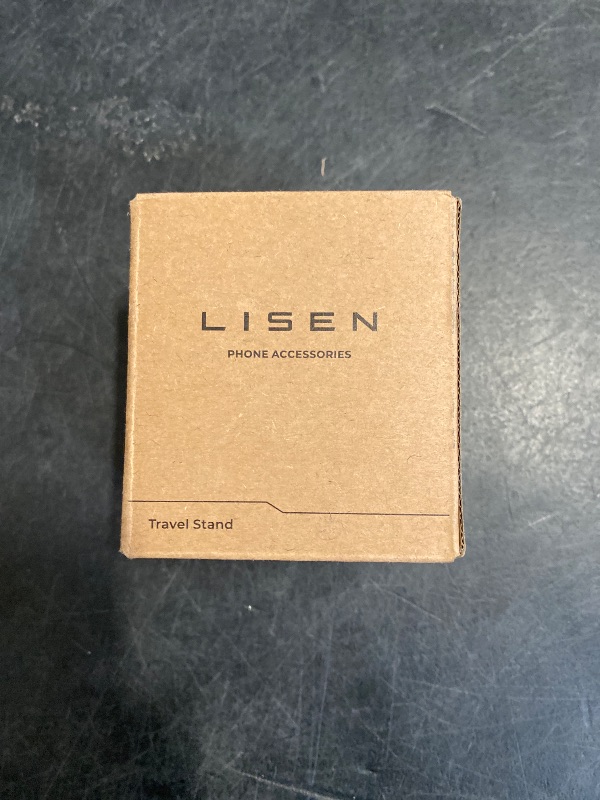 LISEN
PHONE ACCESSORIES
Travel Stand